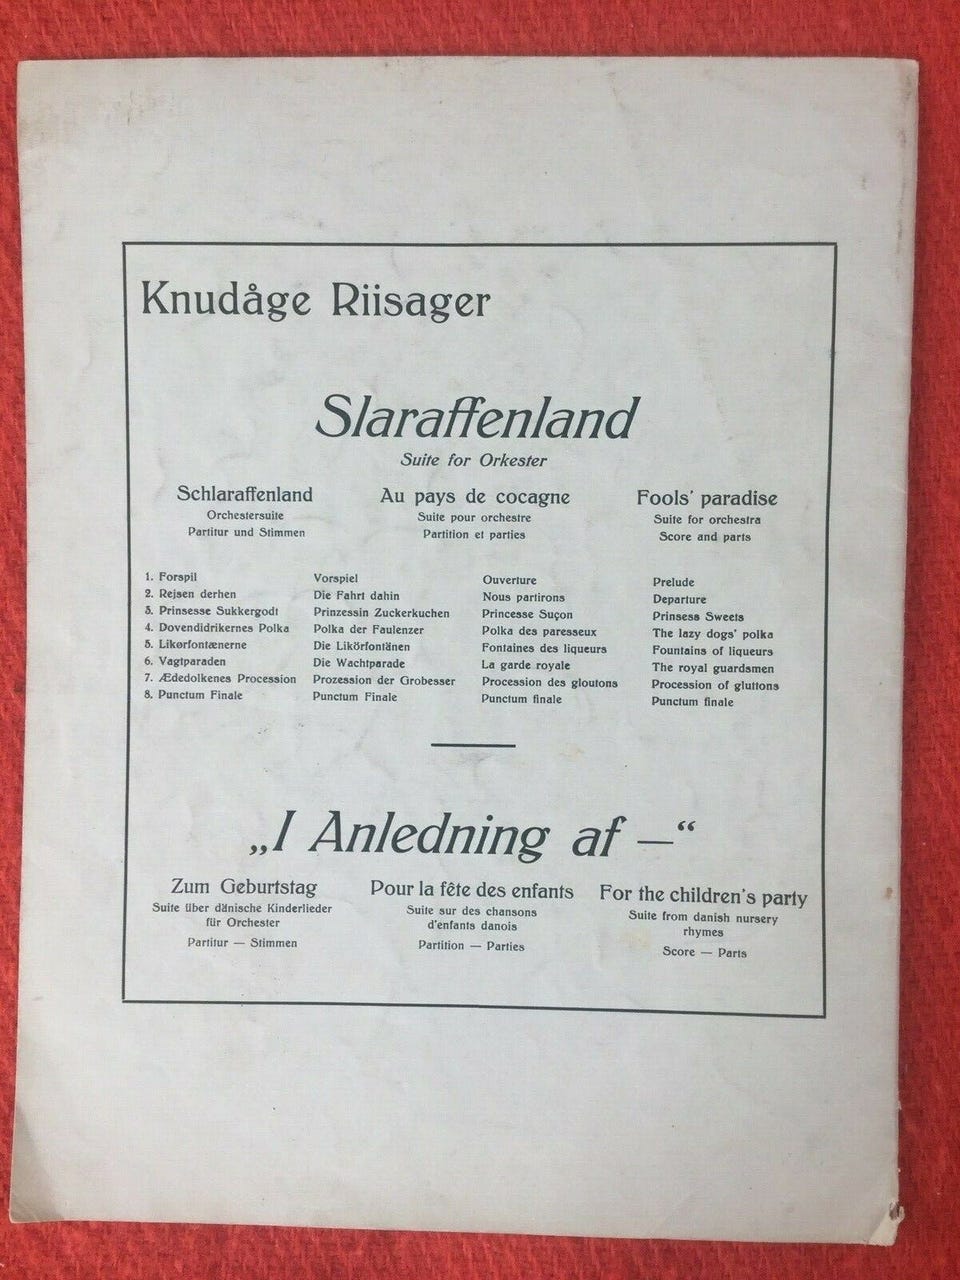 Knudåge Riisager
Slaraffenland
Suite for Orkester
Schlaraffenland
Orchestersuite
Partitur und Stimmen
Au pays de cocagne
Suite pour orchestre
Partition et parties
Fools' paradise
Suite for orchestra
Score and parts
1. Forspil
2. Rejsen derhen
3. Prinsesse Sukkergodt
4. Dovendidrikernes Polka
5. Likørfontænerne
6. Vagtparaden
7. Ædedolkenes Procession
8. Punctum Finale
Vorspiel
Die Fahrt dahin
Prinzessin Zuckerkuchen
Polka der Faulenzer
Die Likörfontänen
Die Wachtparade
Prozession der Grobesser
Punctum Finale
Ouverture
Nous partirons
Princesse Suçon
Polka des paresseux
Fontaines des liqueurs
La garde royale
Procession des gloutons
Punctum finale
Prelude
Departure
Prinsess Sweets
The lazy dogs' polka
Fountains of liqueurs
The royal guardsmen
Procession of gluttons
Punctum finale
„I Anledning af —“
Zum Geburtstag
Suite über dänische Kinderlieder
für Orchester
Partitur — Stimmen
Pour la fête des enfants
Suite sur des chansons
d'enfants danois
Partition — Parties
For the children's party
Suite from danish nursery
rhymes
Score — Parts